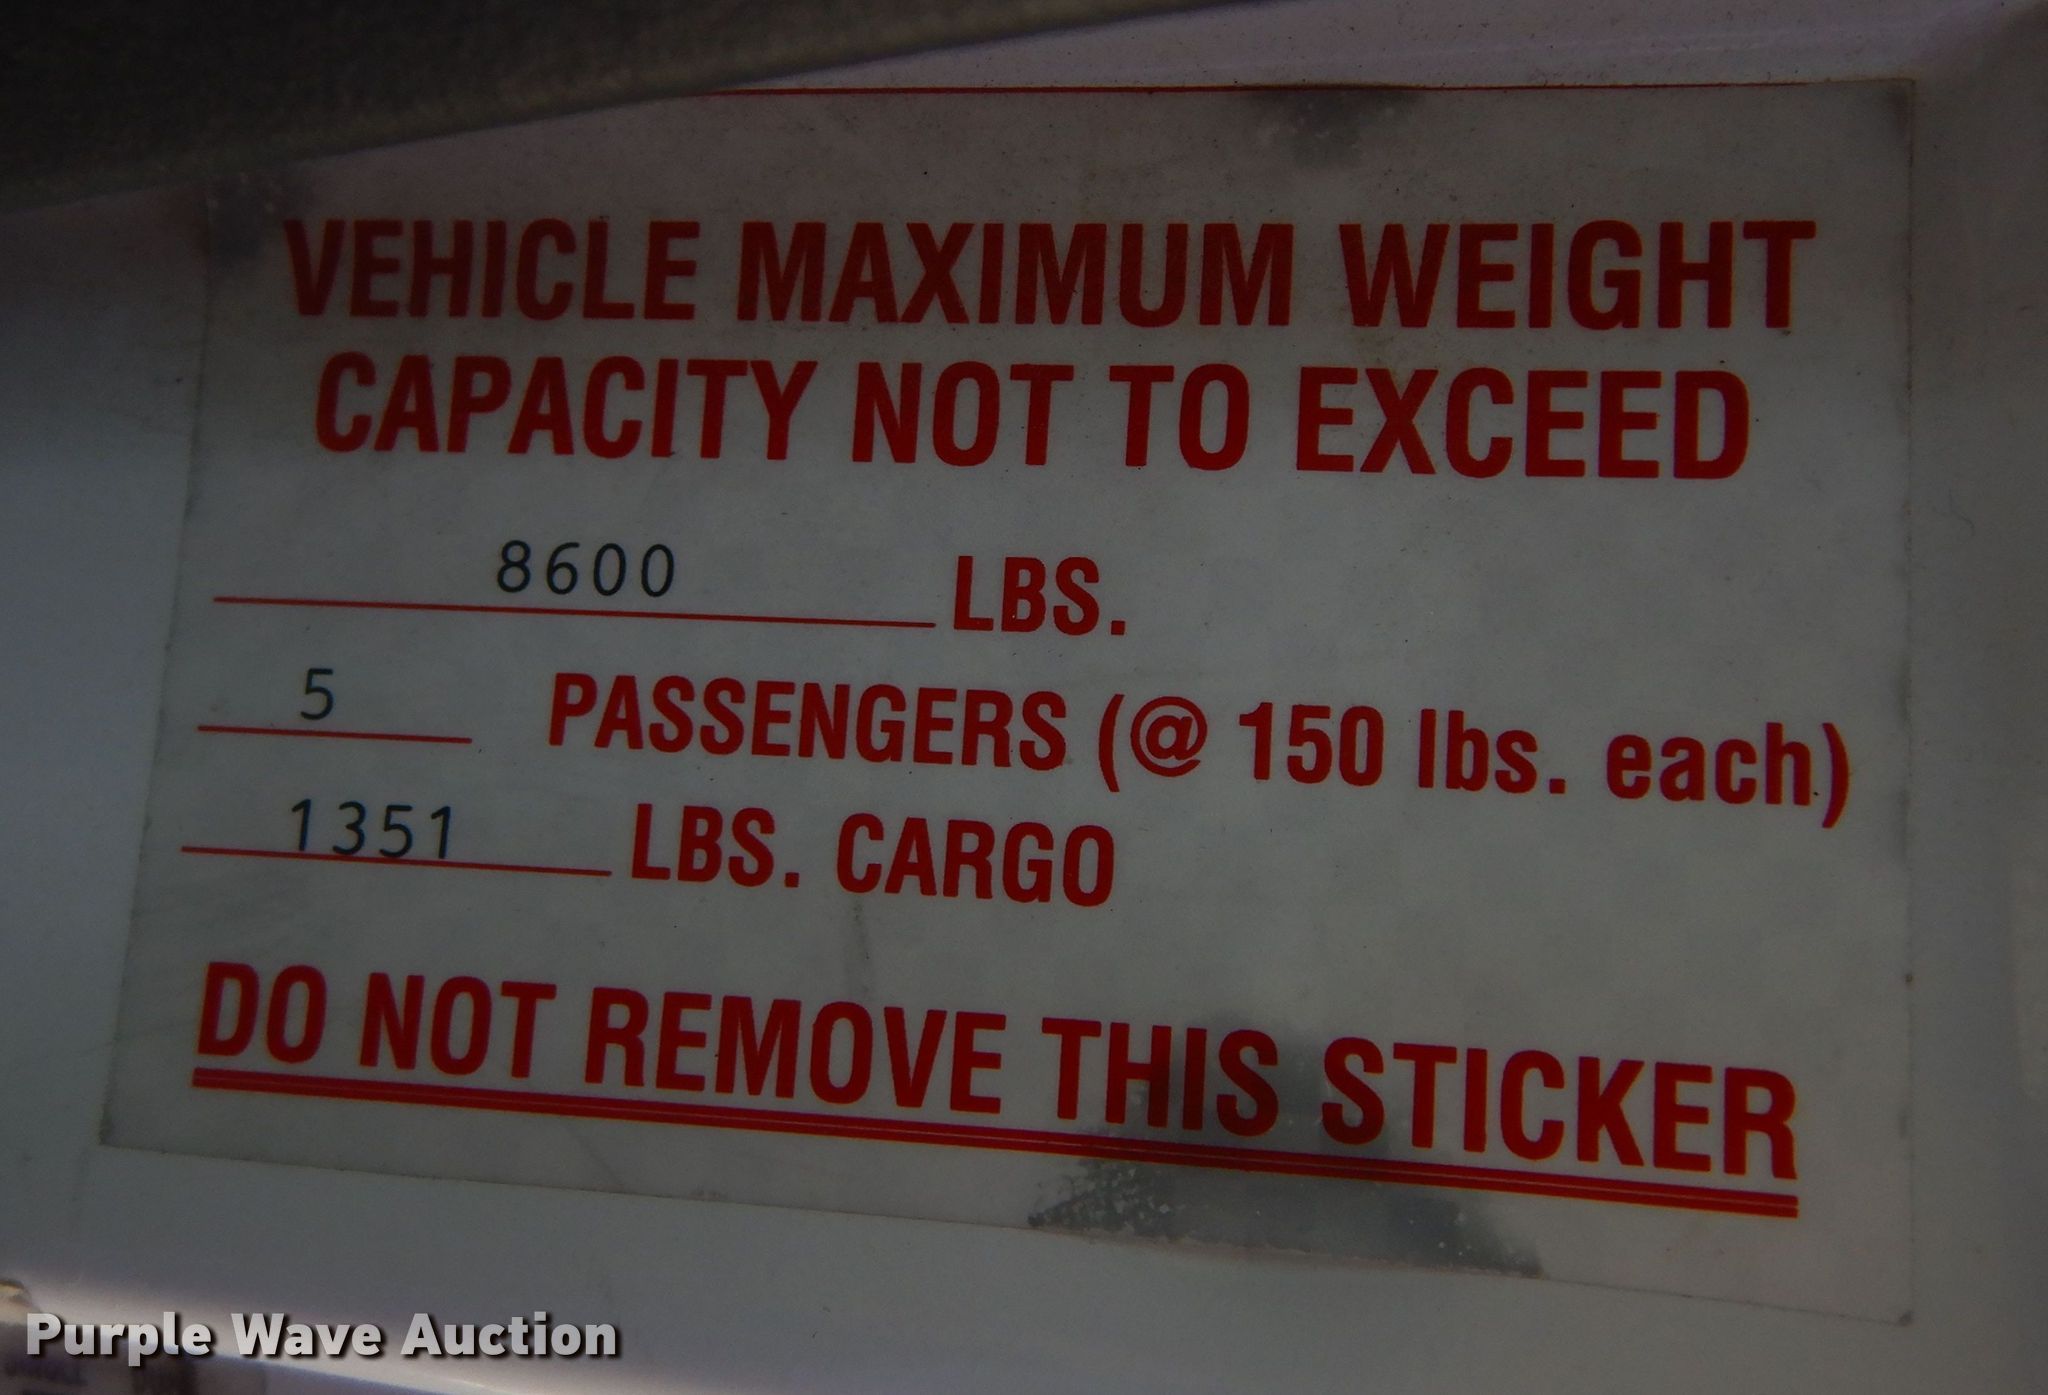 VEHICLE MAXIMUM WEIGHT
CAPACITY NOT TO EXCEED
8600 LBS.
5 PASSENGERS (@ 150 lbs. each)
1351 LBS. CARGO
DO NOT REMOVE THIS STICKER
Purple Wave Auction